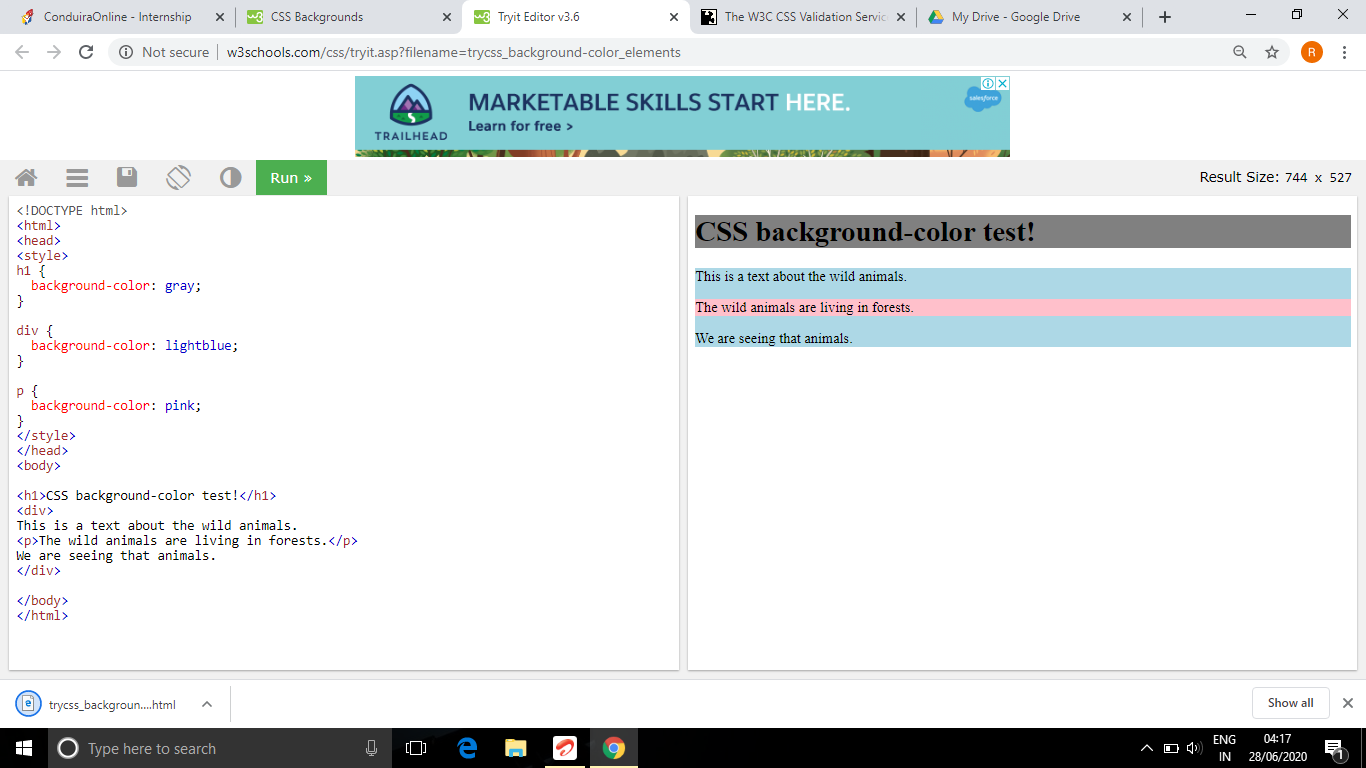 ConduiraOnline - Internship
CSS Backgrounds
Tryit Editor v3.6
The W3C CSS Validation Servic
My Drive - Google Drive
Not secure
w3schools.com/css/tryit.asp?filename=trycss_background-color_elements
R
TRAILHEAD
MARKETABLE SKILLS START HERE.
Learn for free >
salesforce
Run »
Result Size: 744 x 527
<!DOCTYPE html>
<html>
<head>
<style>
h1 {
  background-color: gray;
}
div {
  background-color: lightblue;
}
p {
  background-color: pink;
}
</style>
</head>
<body>
<h1>CSS background-color test!</h1>
<div>
This is a text about the wild animals.
<p>The wild animals are living in forests.</p>
We are seeing that animals.
</div>
</body>
</html>
CSS background-color test!
This is a text about the wild animals.
The wild animals are living in forests.
We are seeing that animals.
trycss_backgroun....html
Show all
Type here to search
ENG
IN
04:17
28/06/2020
1